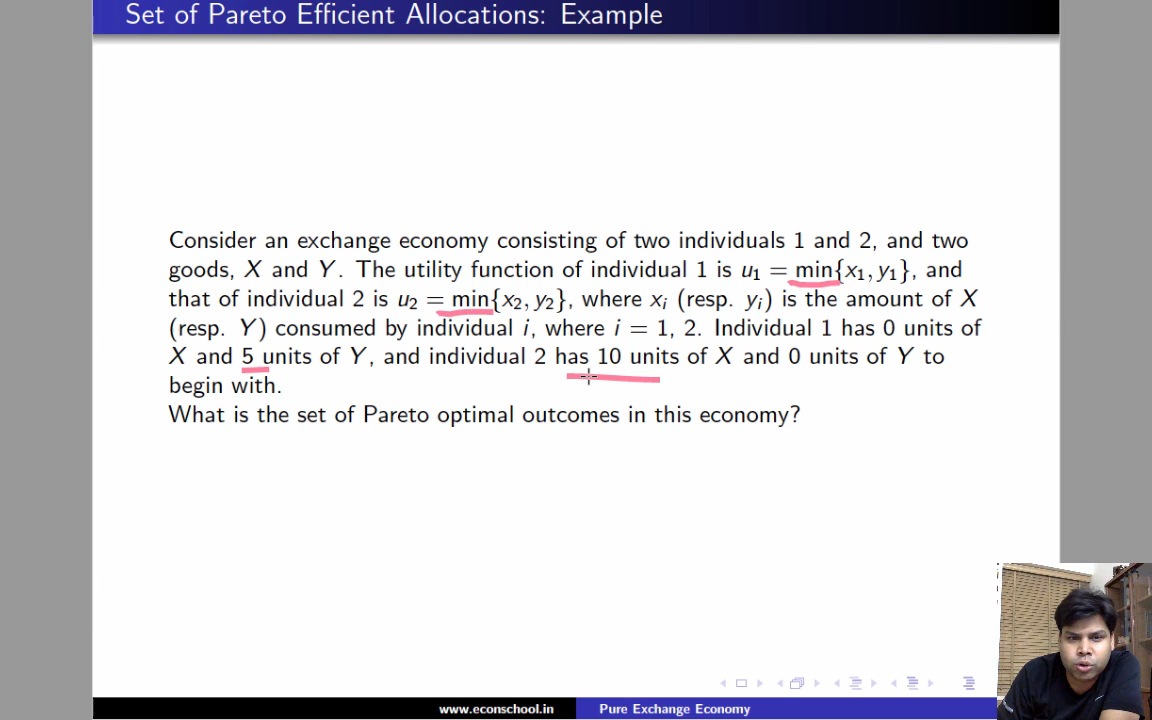 Set of Pareto Efficient Allocations: Example
Consider an exchange economy consisting of two individuals 1 and 2, and two
goods, X and Y. The utility function of individual 1 is u₁ = min{x₁, y₁}, and
that of individual 2 is u₂ = min{x₂, y₂}, where xᵢ (resp. yᵢ) is the amount of X
(resp. Y) consumed by individual i, where i = 1, 2. Individual 1 has 0 units of
X and 5 units of Y, and individual 2 has 10 units of X and 0 units of Y to
begin with.
What is the set of Pareto optimal outcomes in this economy?
www.econschool.in Pure Exchange Economy